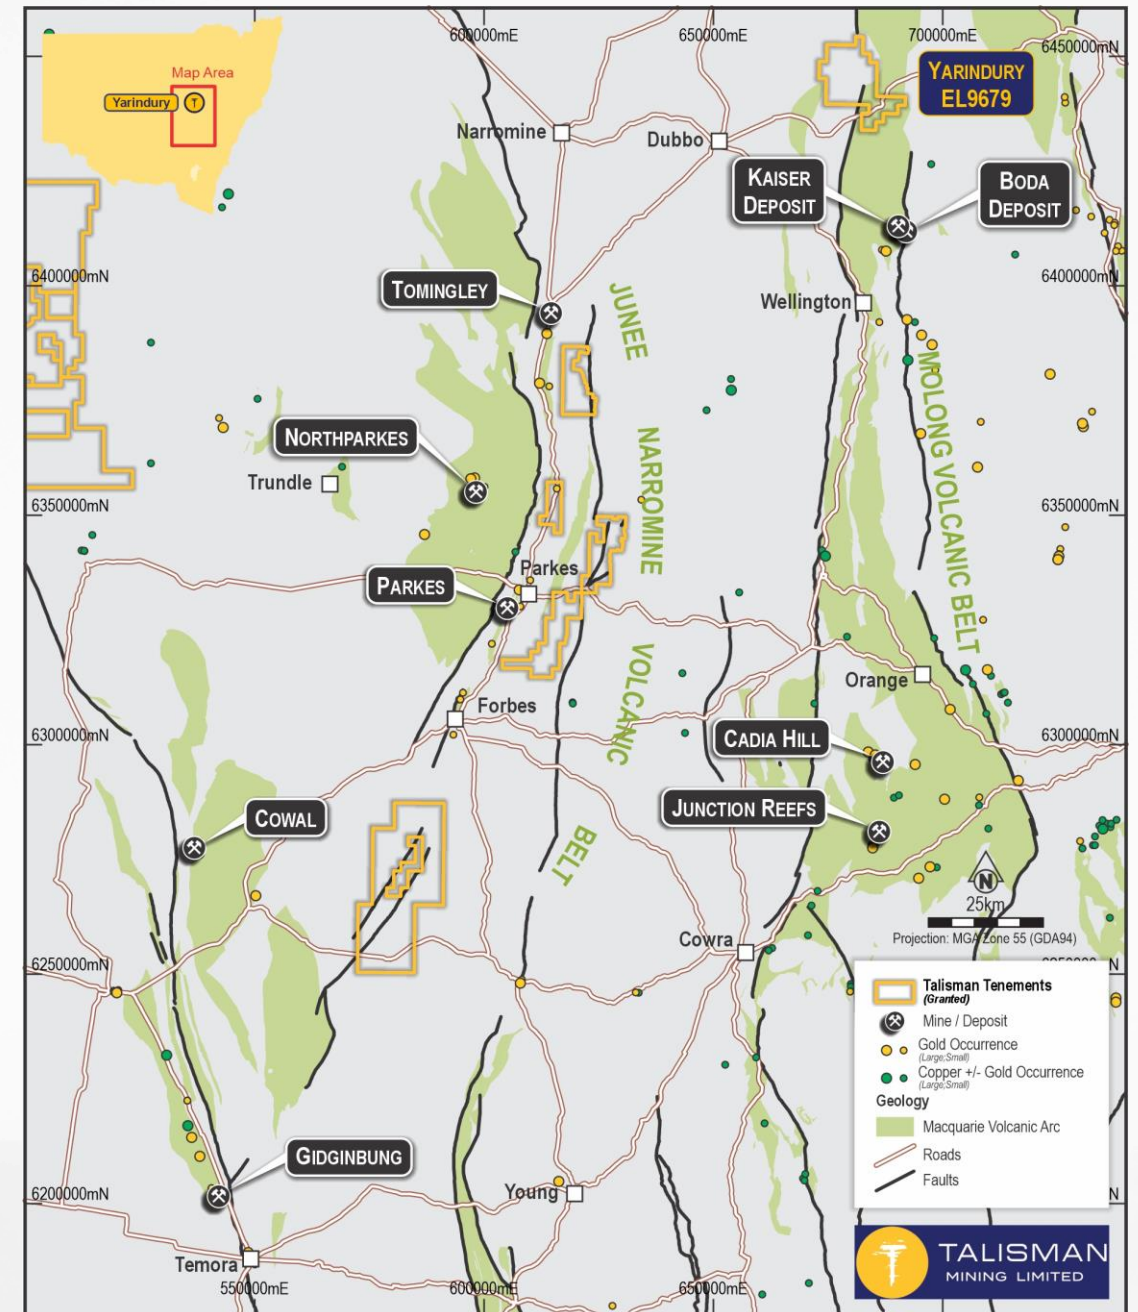 600000mE
650000mE
700000mE
6450000mN
Map Area
Yarindury
T
YARINDURY
EL9679
Narromine
Dubbo
KAISER
DEPOSIT
BODA
DEPOSIT
6400000mN
6400000mN
TOMINGLEY
Wellington
JUNEE
NARROMINE
VOLCANIC
BELT
MOLONG VOLCANIC BELT
NORTHPARKES
Trundle
6350000mN
6350000mN
Parkes
PARKES
Orange
Forbes
6300000mN
6300000mN
CADIA HILL
JUNCTION REEFS
COWAL
N
25km
Projection: MGA Zone 55 (GDA94)
Cowra
6250000mN
N
Talisman Tenements
(Granted)
Mine / Deposit
Gold Occurrence
(Large;Small)
Copper +/- Gold Occurrence
(Large;Small)
Geology
Macquarie Volcanic Arc
Roads
Faults
GIDGINBUNG
Young
6200000mN
N
Temora
550000mE
600000mE
650000mE
TALISMAN
MINING LIMITED